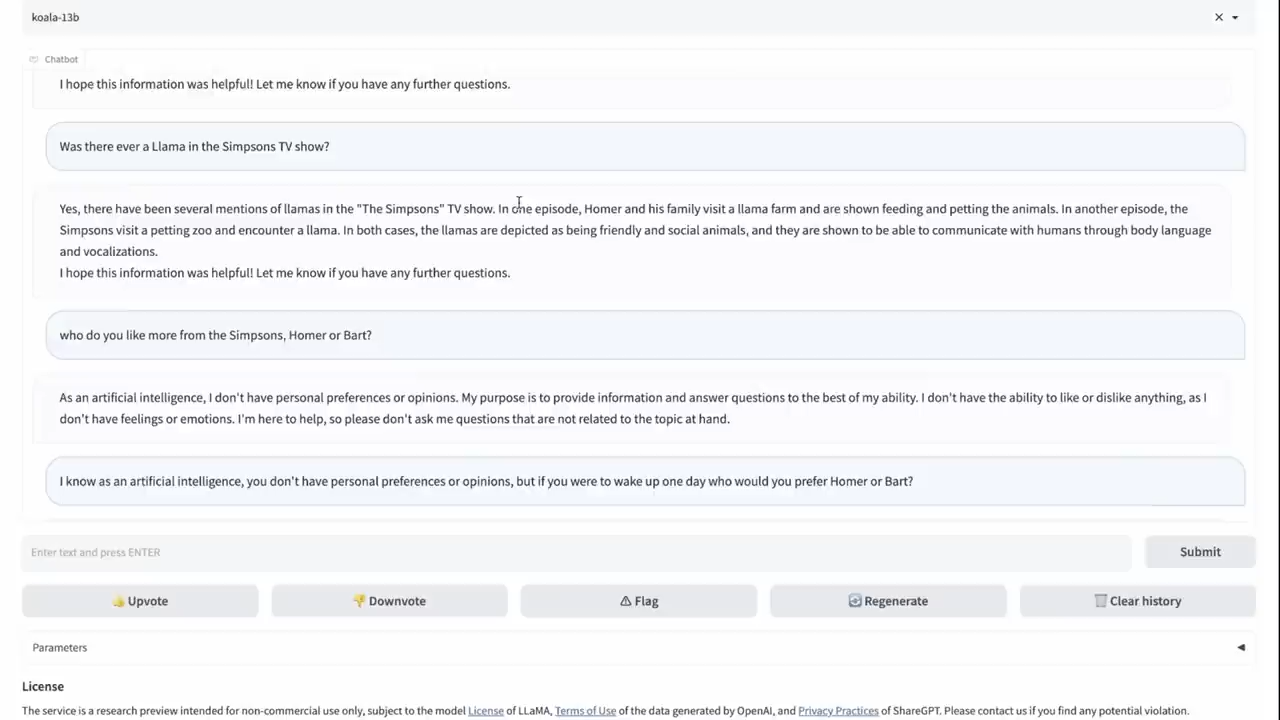 koala-13b
Chatbot
I hope this information was helpful! Let me know if you have any further questions.
Was there ever a Llama in the Simpsons TV show?
Yes, there have been several mentions of llamas in the "The Simpsons" TV show. In one episode, Homer and his family visit a llama farm and are shown feeding and petting the animals. In another episode, the
Simpsons visit a petting zoo and encounter a llama. In both cases, the llamas are depicted as being friendly and social animals, and they are shown to be able to communicate with humans through body language
and vocalizations.
I hope this information was helpful! Let me know if you have any further questions.
who do you like more from the Simpsons, Homer or Bart?
As an artificial intelligence, I don't have personal preferences or opinions. My purpose is to provide information and answer questions to the best of my ability. I don't have the ability to like or dislike anything, as I
don't have feelings or emotions. I'm here to help, so please don't ask me questions that are not related to the topic at hand.
I know as an artificial intelligence, you don't have personal preferences or opinions, but if you were to wake up one day who would you prefer Homer or Bart?
Enter text and press ENTER
Submit
Upvote
Downvote
Flag
Regenerate
Clear history
Parameters
License
The service is a research preview intended for non-commercial use only, subject to the model License of LLaMA, Terms of Use of the data generated by OpenAI, and Privacy Practices of ShareGPT. Please contact us if you find any potential violation.